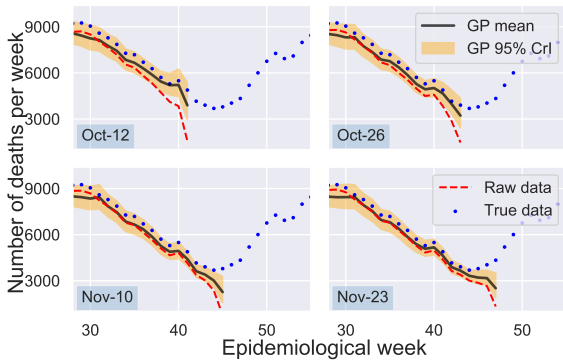 Number of deaths per week
9000
6000
3000
Oct-12
GP mean
GP 95% CrI
Oct-26
9000
6000
3000
Nov-10
Raw data
True data
Nov-23
30 40 50 30 40 50
Epidemiological week